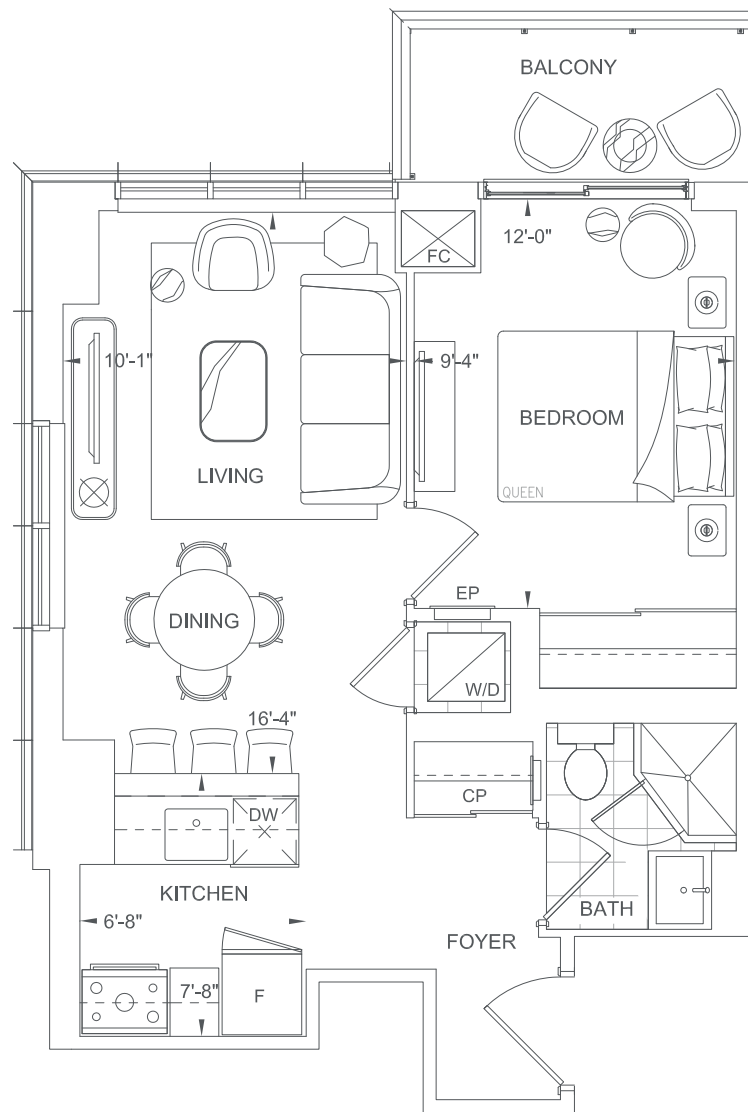 BALCONY
12'-0"
FC
10'-1"
9'-4"
BEDROOM
LIVING
QUEEN
EP
DINING
W/D
16'-4"
CP
DW
KITCHEN
BATH
6'-8"
FOYER
7'-8"
F